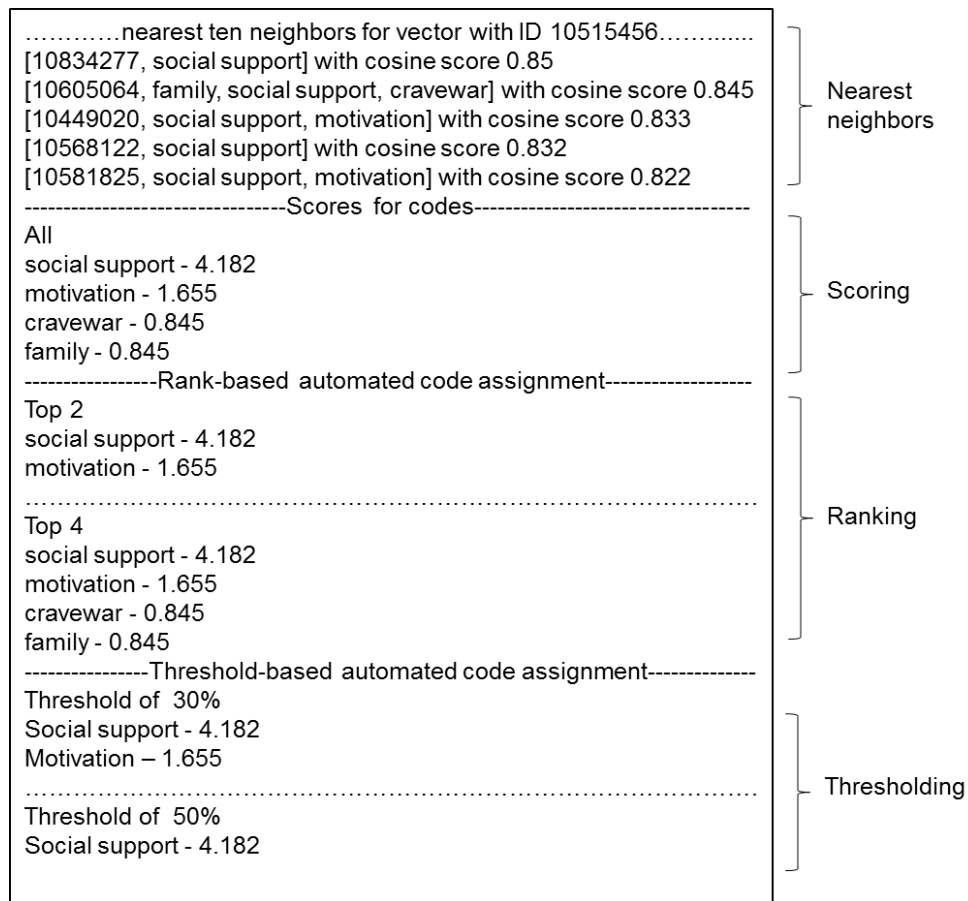 …………nearest ten neighbors for vector with ID 10515456…….......
[10834277, social support] with cosine score 0.85
[10605064, family, social support, cravewar] with cosine score 0.845
[10449020, social support, motivation] with cosine score 0.833
[10568122, social support] with cosine score 0.832
[10581825, social support, motivation] with cosine score 0.822
Nearest
neighbors
----------------------------------Scores for codes------------------------------------
All
social support - 4.182
motivation - 1.655
cravewar - 0.845
family - 0.845
Scoring
-----------------Rank-based automated code assignment-------------------
Top 2
social support - 4.182
motivation - 1.655
……………………………………………………………………………………
Top 4
social support - 4.182
motivation - 1.655
cravewar - 0.845
family - 0.845
Ranking
----------------Threshold-based automated code assignment--------------
Threshold of 30%
Social support - 4.182
Motivation – 1.655
……………………………………………………………………………………
Threshold of 50%
Social support - 4.182
Thresholding